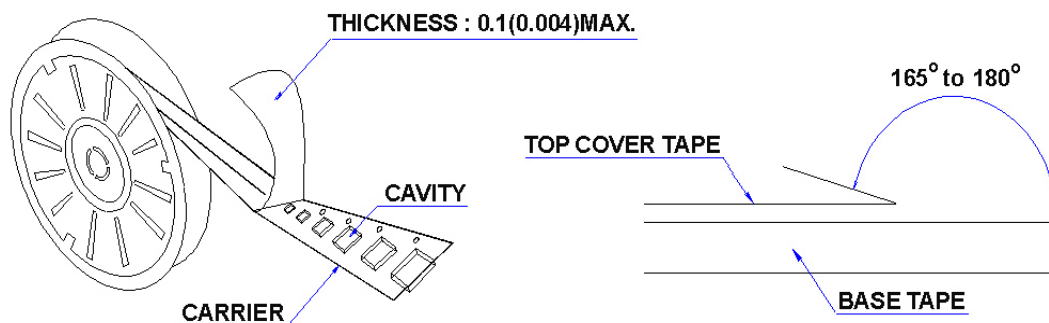 THICKNESS : 0.1(0.004)MAX.
165° to 180°
TOP COVER TAPE
CAVITY
CARRIER
BASE TAPE